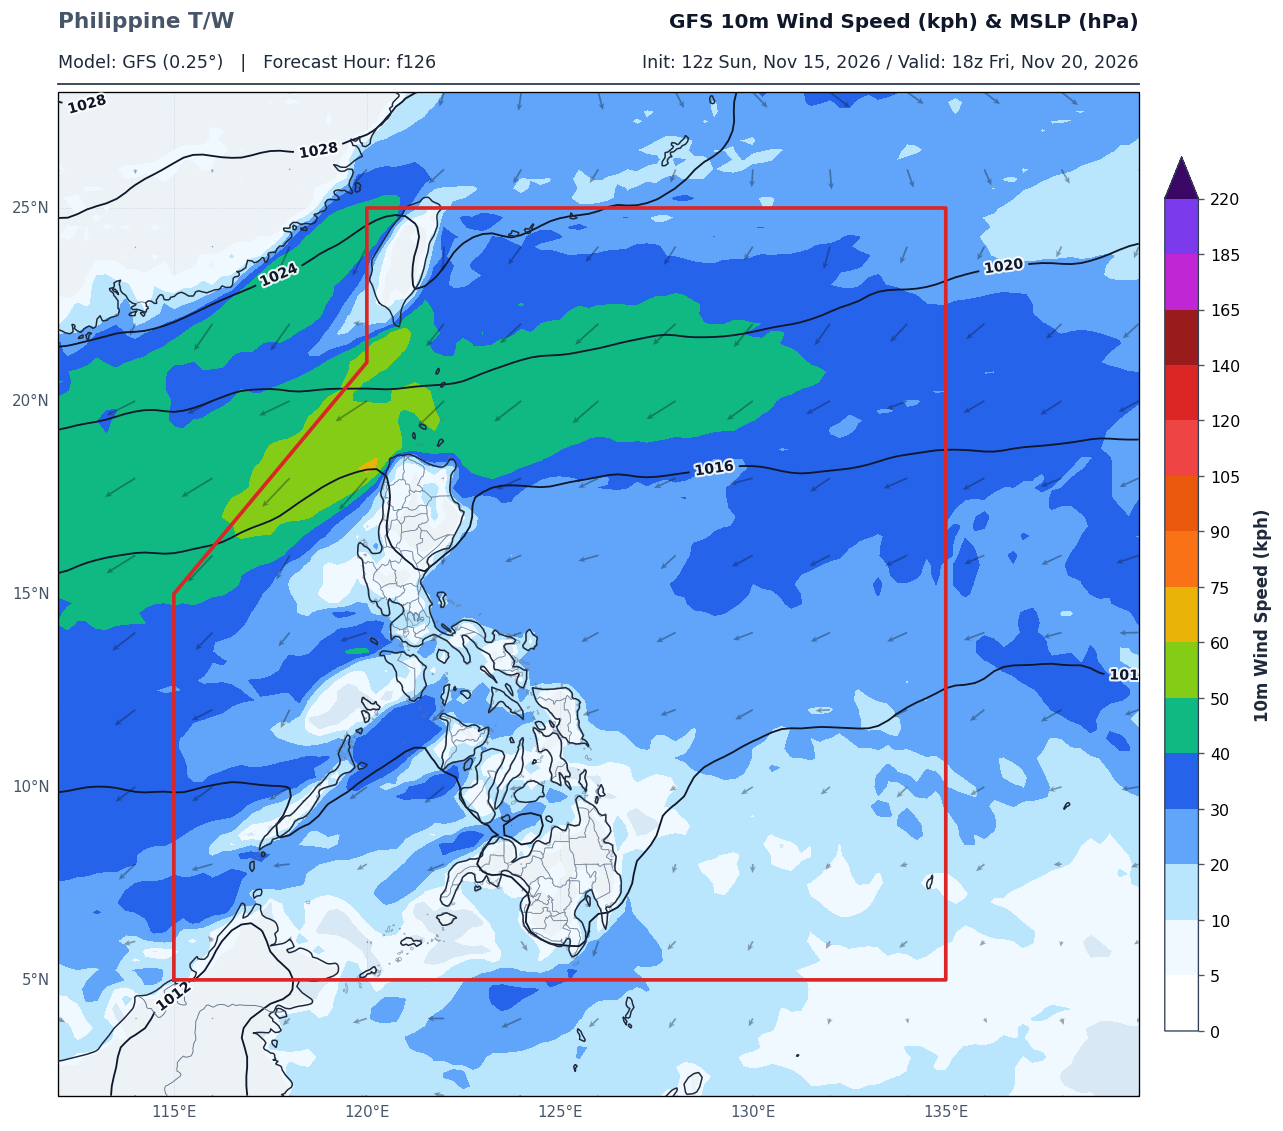 Philippine T/W
GFS 10m Wind Speed (kph) & MSLP (hPa)
Model: GFS (0.25°) | Forecast Hour: f126
Init: 12z Sun, Nov 15, 2026 / Valid: 18z Fri, Nov 20, 2026
1028
1028
1024
1020
1016
101
1012
25°N
20°N
15°N
10°N
5°N
115°E
120°E
125°E
130°E
135°E
220
185
165
140
120
105
90
75
60
50
40
30
20
10
5
0
10m Wind Speed (kph)